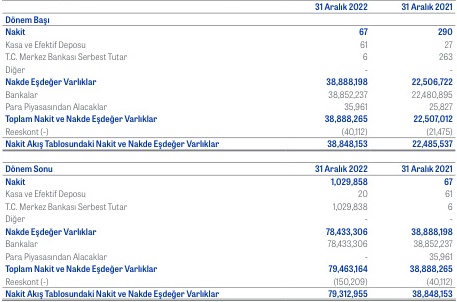 31 Aralık 2022 31 Aralık 2021
Dönem Başı
Nakit 67 290
Kasa ve Efektif Deposu 61 27
T.C. Merkez Bankası Serbest Tutar 6 263
Diğer - -
Nakde Eşdeğer Varlıklar 38,888,198 22,506,722
Bankalar 38,852,237 22,480,895
Para Piyasasından Alacaklar 35,961 25,827
Toplam Nakit ve Nakde Eşdeğer Varlıklar 38,888,265 22,507,012
Reeskont (-) (40,112) (21,475)
Nakit Akış Tablosundaki Nakit ve Nakde Eşdeğer Varlıklar 38,848,153 22,485,537
Dönem Sonu 31 Aralık 2022 31 Aralık 2021
Nakit 1,029,858 67
Kasa ve Efektif Deposu 20 61
T.C. Merkez Bankası Serbest Tutar 1,029,838 6
Diğer - -
Nakde Eşdeğer Varlıklar 78,433,306 38,888,198
Bankalar 78,433,306 38,852,237
Para Piyasasından Alacaklar - 35,961
Toplam Nakit ve Nakde Eşdeğer Varlıklar 79,463,164 38,888,265
Reeskont (-) (150,209) (40,112)
Nakit Akış Tablosundaki Nakit ve Nakde Eşdeğer Varlıklar 79,312,955 38,848,153